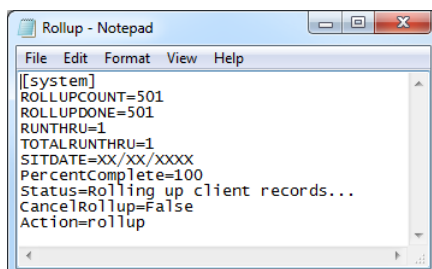 Rollup - Notepad
File Edit Format View Help
[system]
ROLLUPCOUNT=501
ROLLUPDONE=501
RUNTHRU=1
TOTALRUNTHRU=1
SITDATE=XX/XX/XXXX
PercentComplete=100
Status=Rolling up client records...
CancelRollup=False
Action=rollup